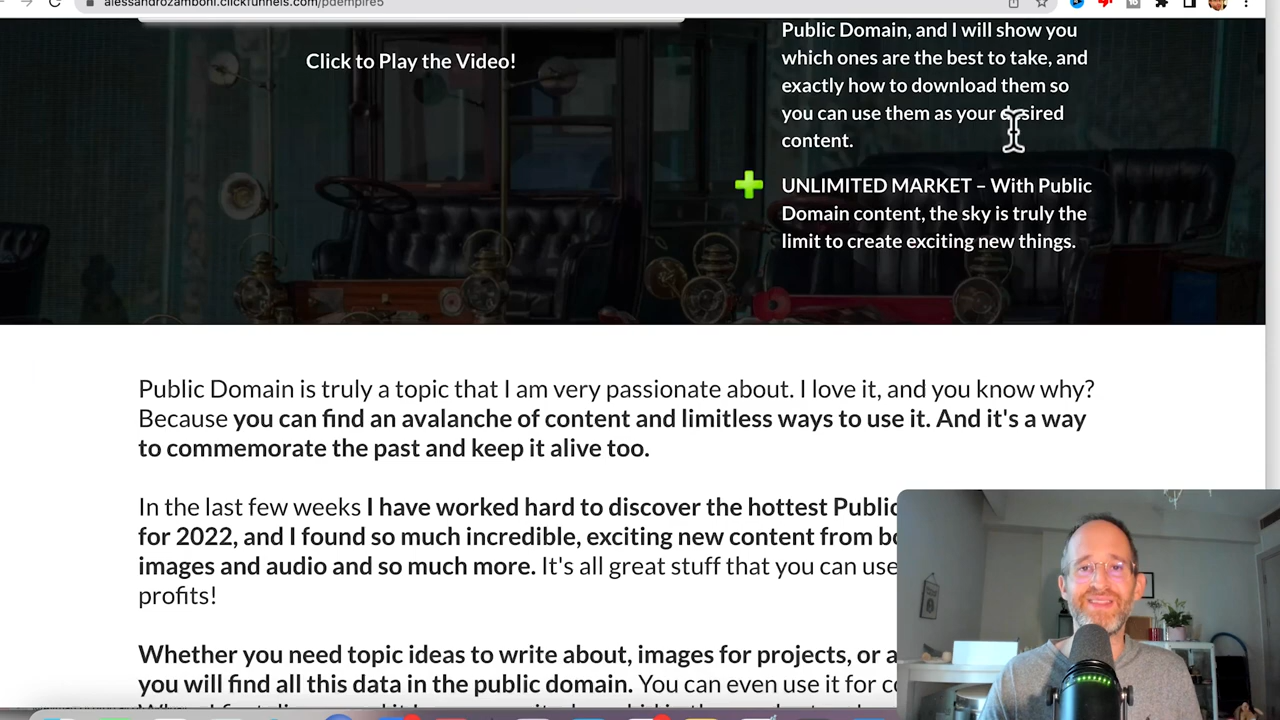 alessandrozamboni.clickfunnels.com/pdempire5
Click to Play the Video!
Public Domain, and I will show you
which ones are the best to take, and
exactly how to download them so
you can use them as your desired
content.
UNLIMITED MARKET – With Public
Domain content, the sky is truly the
limit to create exciting new things.
Public Domain is truly a topic that I am very passionate about. I love it, and you know why?
Because you can find an avalanche of content and limitless ways to use it. And it's a way
to commemorate the past and keep it alive too.
In the last few weeks I have worked hard to discover the hottest Public
for 2022, and I found so much incredible, exciting new content from
images and audio and so much more. It's all great stuff that you can use
profits!
Whether you need topic ideas to write about, images for projects, or a
you will find all this data in the public domain. You can even use it for